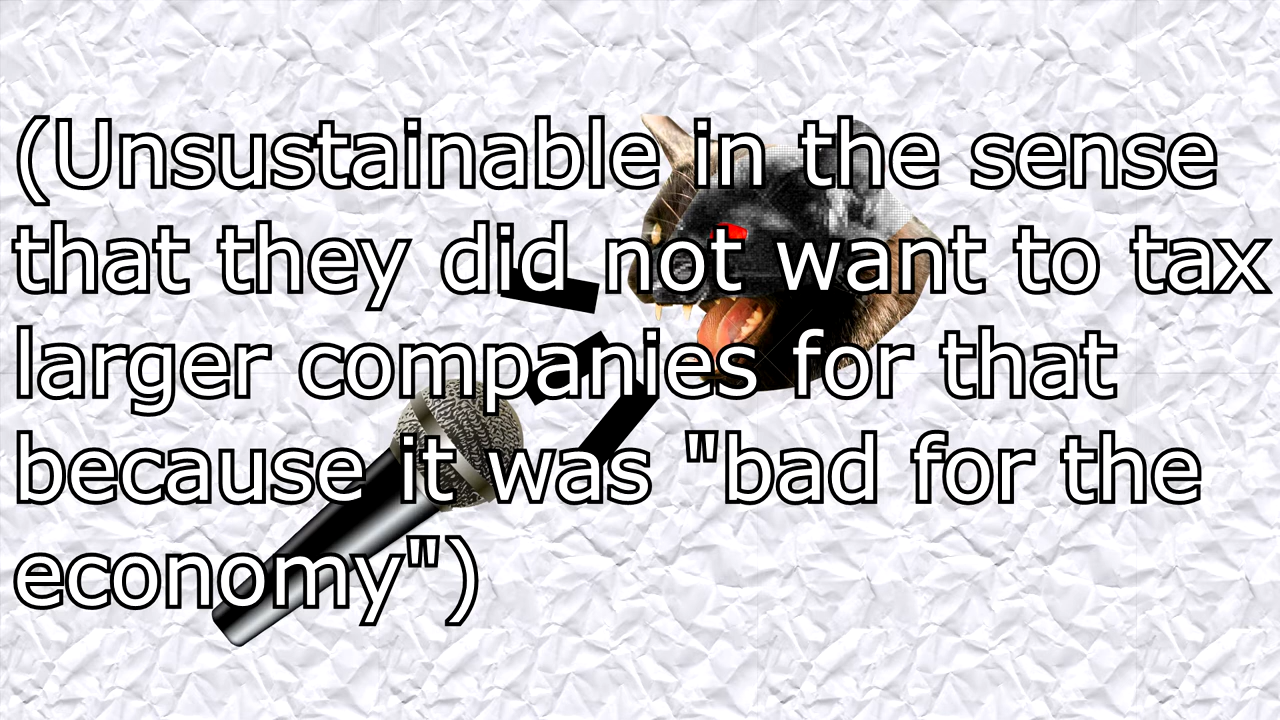 (Unsustainable in the sense
that they did not want to tax
larger companies for that
because it was "bad for the
economy")